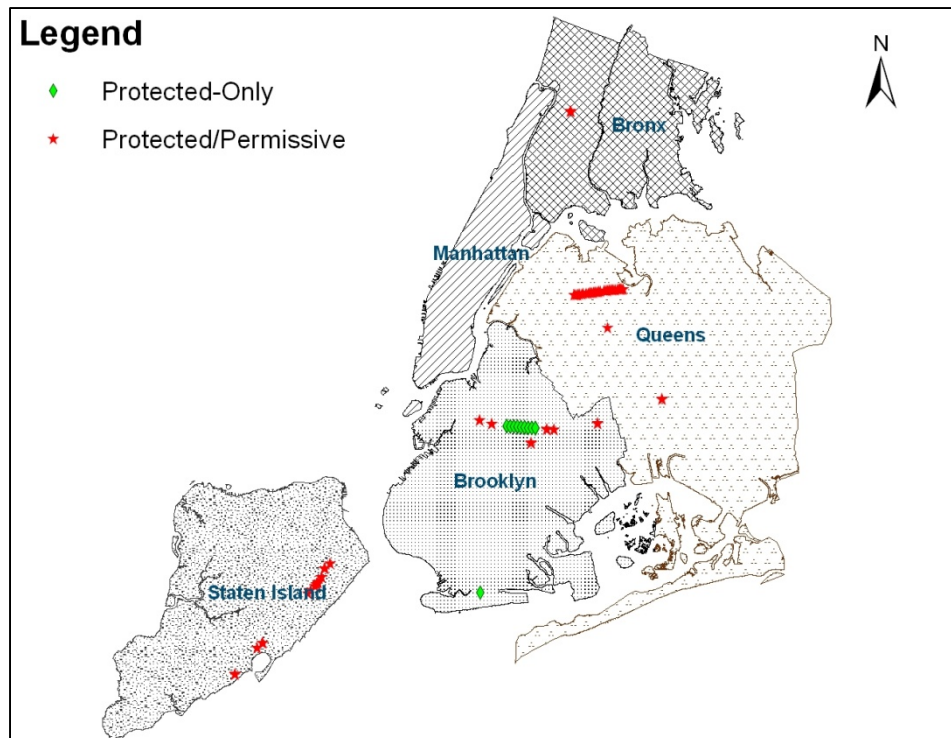 Legend
N
Protected-Only
Protected/Permissive
Bronx
Manhattan
Queens
Brooklyn
Staten Island